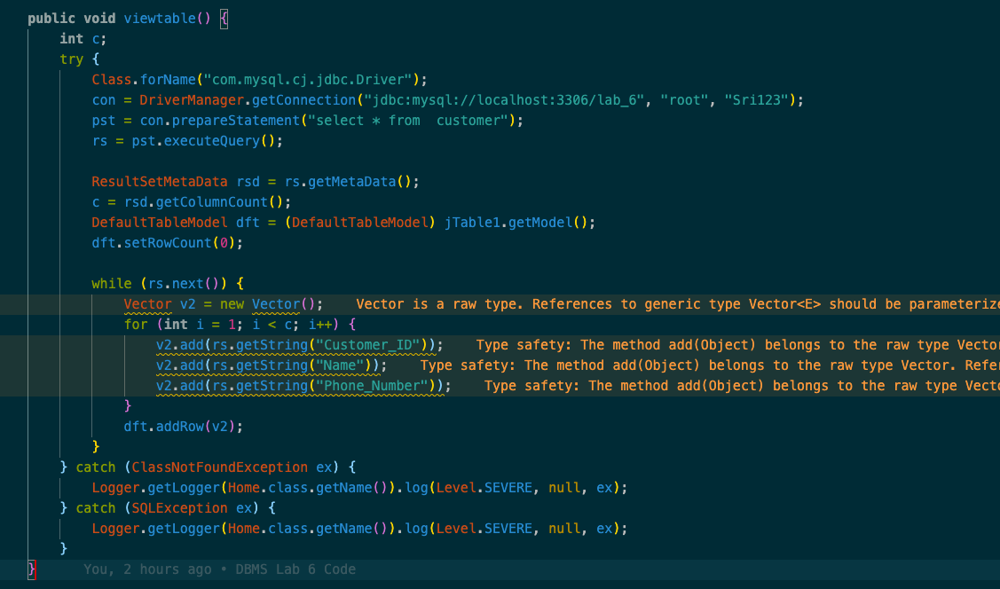 public void viewtable() {
    int c;
    try {
        Class.forName("com.mysql.cj.jdbc.Driver");
        con = DriverManager.getConnection("jdbc:mysql://localhost:3306/lab_6", "root", "Sri123");
        pst = con.prepareStatement("select * from  customer");
        rs = pst.executeQuery();

        ResultSetMetaData rsd = rs.getMetaData();
        c = rsd.getColumnCount();
        DefaultTableModel dft = (DefaultTableModel) jTable1.getModel();
        dft.setRowCount(0);

        while (rs.next()) {
            Vector v2 = new Vector();    Vector is a raw type. References to generic type Vector<E> should be parameterize
            for (int i = 1; i < c; i++) {
                v2.add(rs.getString("Customer_ID"));    Type safety: The method add(Object) belongs to the raw type Vector
                v2.add(rs.getString("Name"));    Type safety: The method add(Object) belongs to the raw type Vector. Refer
                v2.add(rs.getString("Phone_Number"));    Type safety: The method add(Object) belongs to the raw type Vecto
            }
            dft.addRow(v2);
        }
    } catch (ClassNotFoundException ex) {
        Logger.getLogger(Home.class.getName()).log(Level.SEVERE, null, ex);
    } catch (SQLException ex) {
        Logger.getLogger(Home.class.getName()).log(Level.SEVERE, null, ex);
    }
}      You, 2 hours ago • DBMS Lab 6 Code